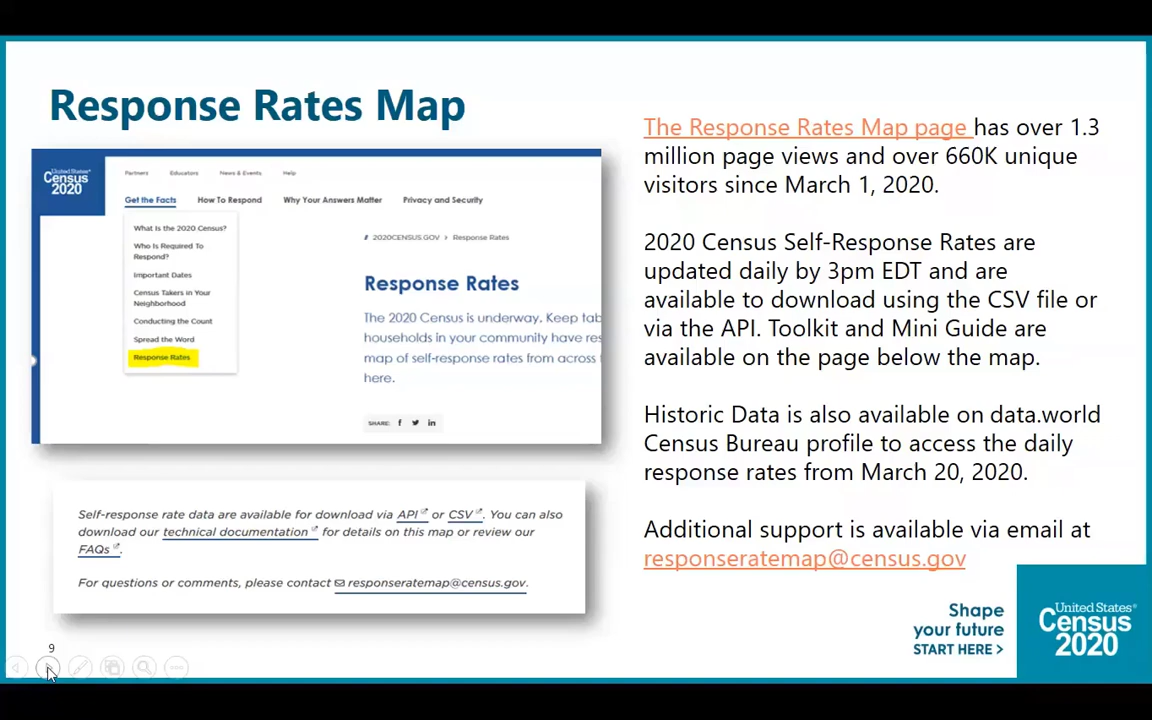 Response Rates Map
United States®
Census
2020
Partners Educators News & Events Help
Get the Facts How To Respond Why Your Answers Matter Privacy and Security
What Is the 2020 Census?
Who Is Required To
Respond?
Important Dates
Census Takers in Your
Neighborhood
Conducting the Count
Spread the Word
Response Rates
// 2020CENSUS.GOV > Response Rates
Response Rates
The 2020 Census is underway. Keep tab
households in your community have res
map of self-response rates from across
here.
SHARE: f in
Self-response rate data are available for download via API or CSV. You can also
download our technical documentation for details on this map or review our
FAQs.
For questions or comments, please contact responseratemap@census.gov.
The Response Rates Map page has over 1.3
million page views and over 660K unique
visitors since March 1, 2020.
2020 Census Self-Response Rates are
updated daily by 3pm EDT and are
available to download using the CSV file or
via the API. Toolkit and Mini Guide are
available on the page below the map.
Historic Data is also available on data.world
Census Bureau profile to access the daily
response rates from March 20, 2020.
Additional support is available via email at
responseratemap@census.gov
Shape
your future
START HERE >
United States®
Census
2020
9